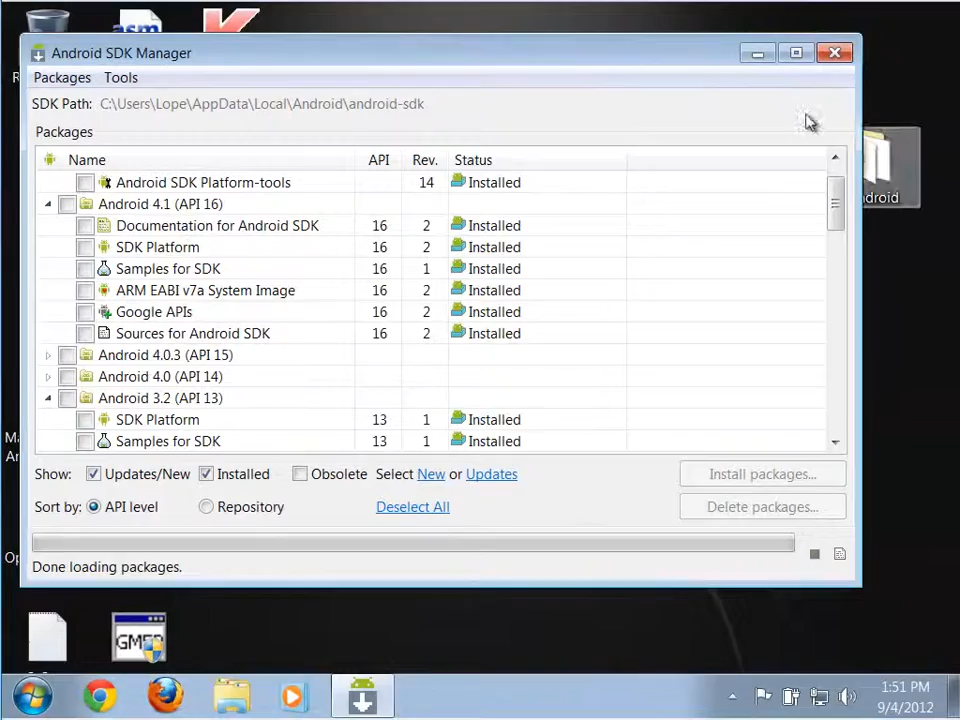 asm
Android SDK Manager
Packages Tools
SDK Path: C:\Users\Lope\AppData\Local\Android\android-sdk
Packages
Name API Rev. Status
Android SDK Platform-tools 14 Installed
Android 4.1 (API 16)
Documentation for Android SDK 16 2 Installed
SDK Platform 16 2 Installed
Samples for SDK 16 1 Installed
ARM EABI v7a System Image 16 2 Installed
Google APIs 16 2 Installed
Sources for Android SDK 16 2 Installed
Android 4.0.3 (API 15)
Android 4.0 (API 14)
Android 3.2 (API 13)
SDK Platform 13 1 Installed
Samples for SDK 13 1 Installed
Show: Updates/New Installed Obsolete Select New or Updates
Install packages...
Sort by: API level Repository Deselect All
Delete packages...
Done loading packages.
ndroid
GMER
1:51 PM
9/4/2012